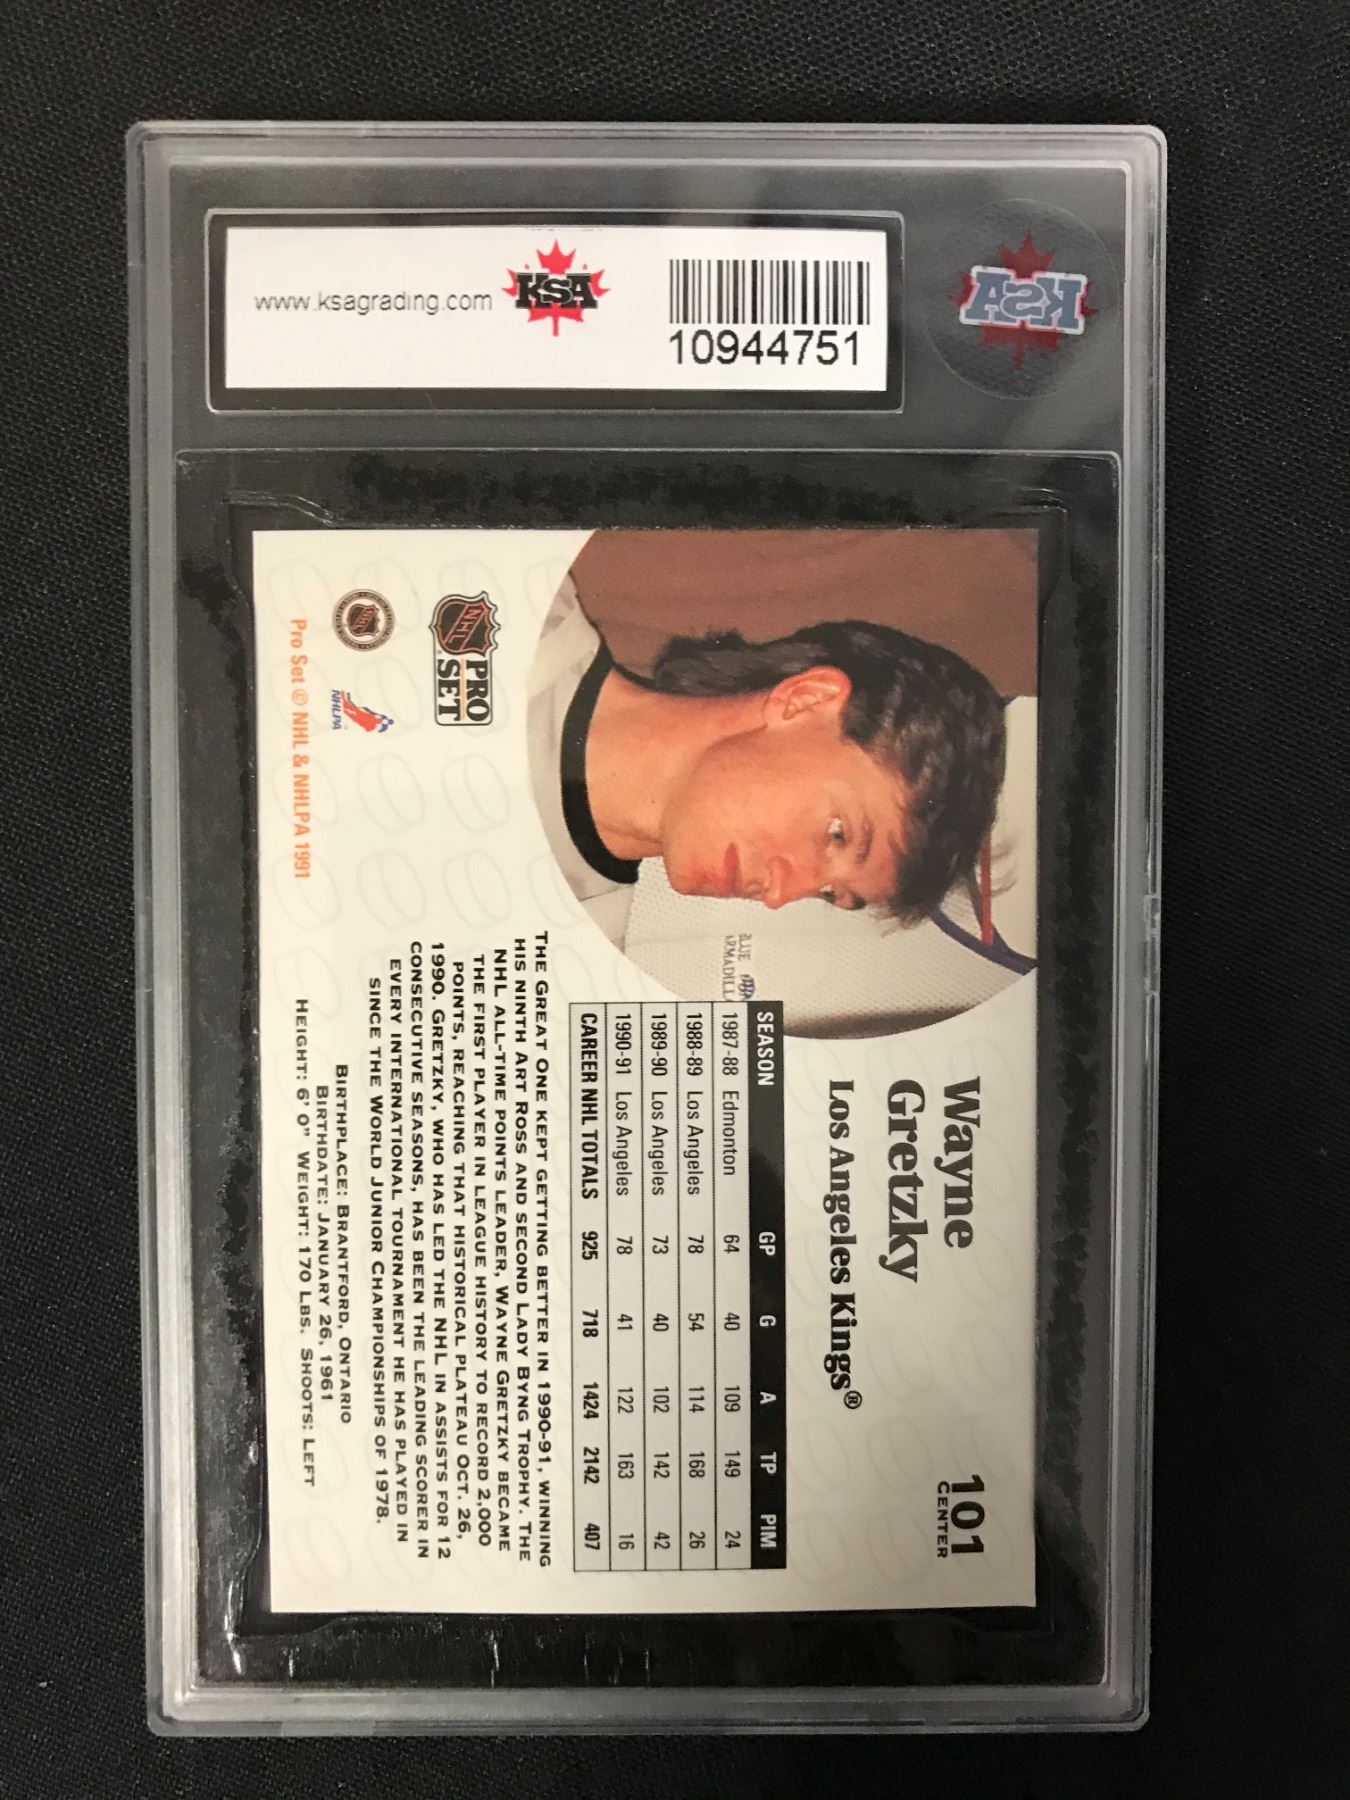 www.ksagrading.com
KSA
10944751
KSA
Wayne
Gretzky
Los Angeles Kings®
101
CENTER
SEASON GP G A TP PIM
1987-88 Edmonton 64 40 109 149 24
1988-89 Los Angeles 78 54 114 168 26
1989-90 Los Angeles 73 40 102 142 42
1990-91 Los Angeles 78 41 122 163 16
CAREER NHL TOTALS 925 718 1424 2142 407
THE GREAT ONE KEPT GETTING BETTER IN 1990-91, WINNING
HIS NINTH ART ROSS AND SECOND LADY BYNG TROPHY. THE
NHL ALL-TIME POINTS LEADER, WAYNE GRETZKY BECAME
THE FIRST PLAYER IN LEAGUE HISTORY TO RECORD 2,000
POINTS, REACHING THAT HISTORICAL PLATEAU OCT. 26,
1990. GRETZKY, WHO HAS LED THE NHL IN ASSISTS FOR 12
CONSECUTIVE SEASONS, HAS BEEN THE LEADING SCORER IN
EVERY INTERNATIONAL TOURNAMENT HE HAS PLAYED IN
SINCE THE WORLD JUNIOR CHAMPIONSHIPS OF 1978.
BIRTHPLACE: BRANTFORD, ONTARIO
BIRTHDATE: JANUARY 26, 1961
HEIGHT: 6' 0" WEIGHT: 170 LBS. SHOOTS: LEFT
NHL PRO
SET
NHLPA
Pro Set © NHL & NHLPA 1991